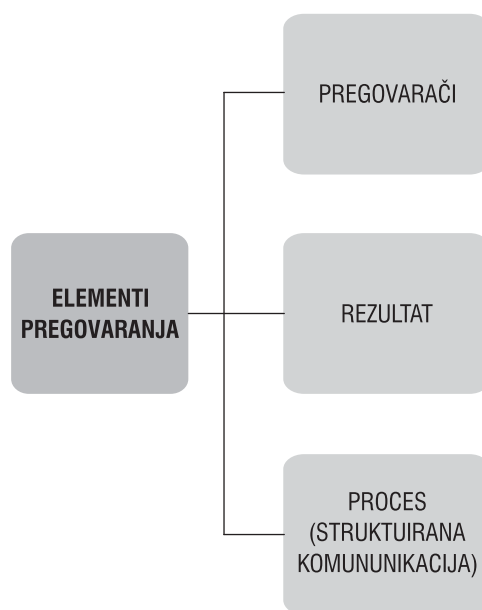 PREGOVARAČI
ELEMENTI
PREGOVARANJA
REZULTAT
PROCES
(STRUKTUIRANA
KOMUNUNIKACIJA)